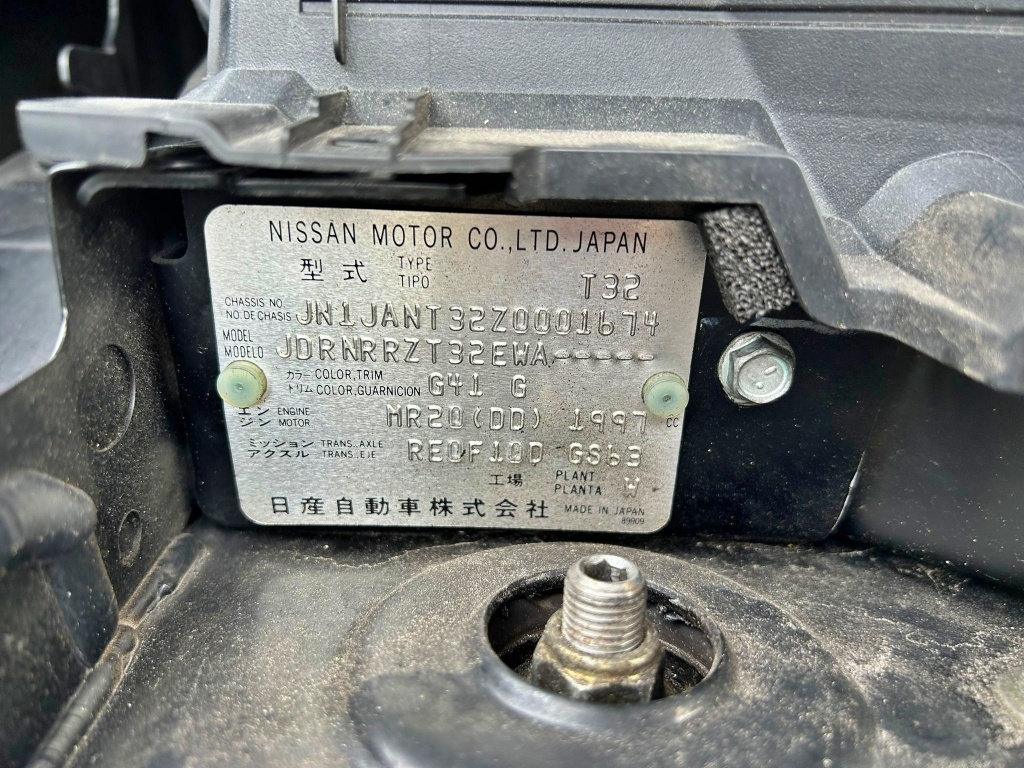 NISSAN MOTOR CO.,LTD. JAPAN
型式 TYPE TIPO T32
CHASSIS NO. NO. DE CHASIS JN1JANT32Z0001674
MODEL MODELO JDRNRRZT32EWA-----
カラー COLOR,TRIM トリム COLOR,GUARNICION G41 G
エンジン ENGINE MOTOR MR20(DD) 1997 CC
ミッション TRANS. AXLE アクスル TRANS. EJE RE0F10D GS63
工場 PLANT PLANTA W
日産自動車株式会社 MADE IN JAPAN
89909